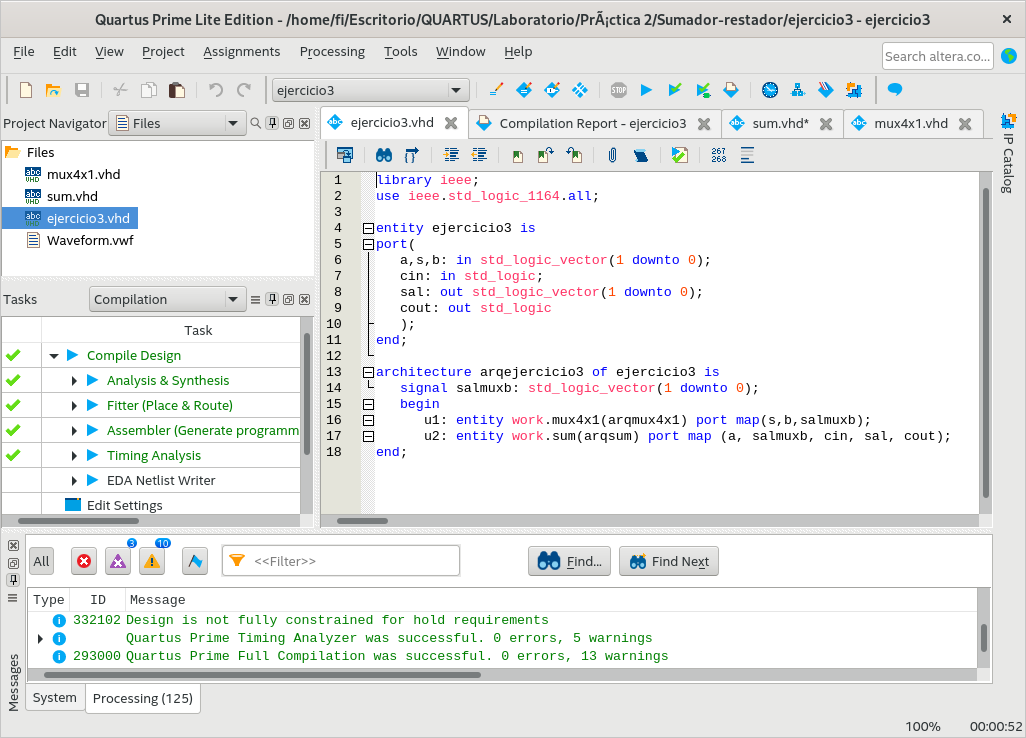 Quartus Prime Lite Edition - /home/fi/Escritorio/QUARTUS/Laboratorio/PrÃ¡ctica 2/Sumador-restador/ejercicio3 - ejercicio3
File Edit View Project Assignments Processing Tools Window Help
Search altera.co...
ejercicio3
STOP
Project Navigator
Files
ejercicio3.vhd
Compilation Report - ejercicio3
sum.vhd*
mux4x1.vhd
IP Catalog
267
268
Files
mux4x1.vhd
sum.vhd
ejercicio3.vhd
Waveform.vwf
Tasks
Compilation
Task
Compile Design
Analysis & Synthesis
Fitter (Place & Route)
Assembler (Generate programm
Timing Analysis
EDA Netlist Writer
Edit Settings
1 library ieee;
2 use ieee.std_logic_1164.all;
3
4 entity ejercicio3 is
5 port(
6 a,s,b: in std_logic_vector(1 downto 0);
7 cin: in std_logic;
8 sal: out std_logic_vector(1 downto 0);
9 cout: out std_logic
10 );
11 end;
12
13 architecture arqejercicio3 of ejercicio3 is
14 signal salmuxb: std_logic_vector(1 downto 0);
15 begin
16 u1: entity work.mux4x1(arqmux4x1) port map(s,b,salmuxb);
17 u2: entity work.sum(arqsum) port map (a, salmuxb, cin, sal, cout);
18 end;
All
3
10
<<Filter>>
Find...
Find Next
Type ID Message
332102 Design is not fully constrained for hold requirements
Quartus Prime Timing Analyzer was successful. 0 errors, 5 warnings
293000 Quartus Prime Full Compilation was successful. 0 errors, 13 warnings
Messages
System
Processing (125)
100%
00:00:52